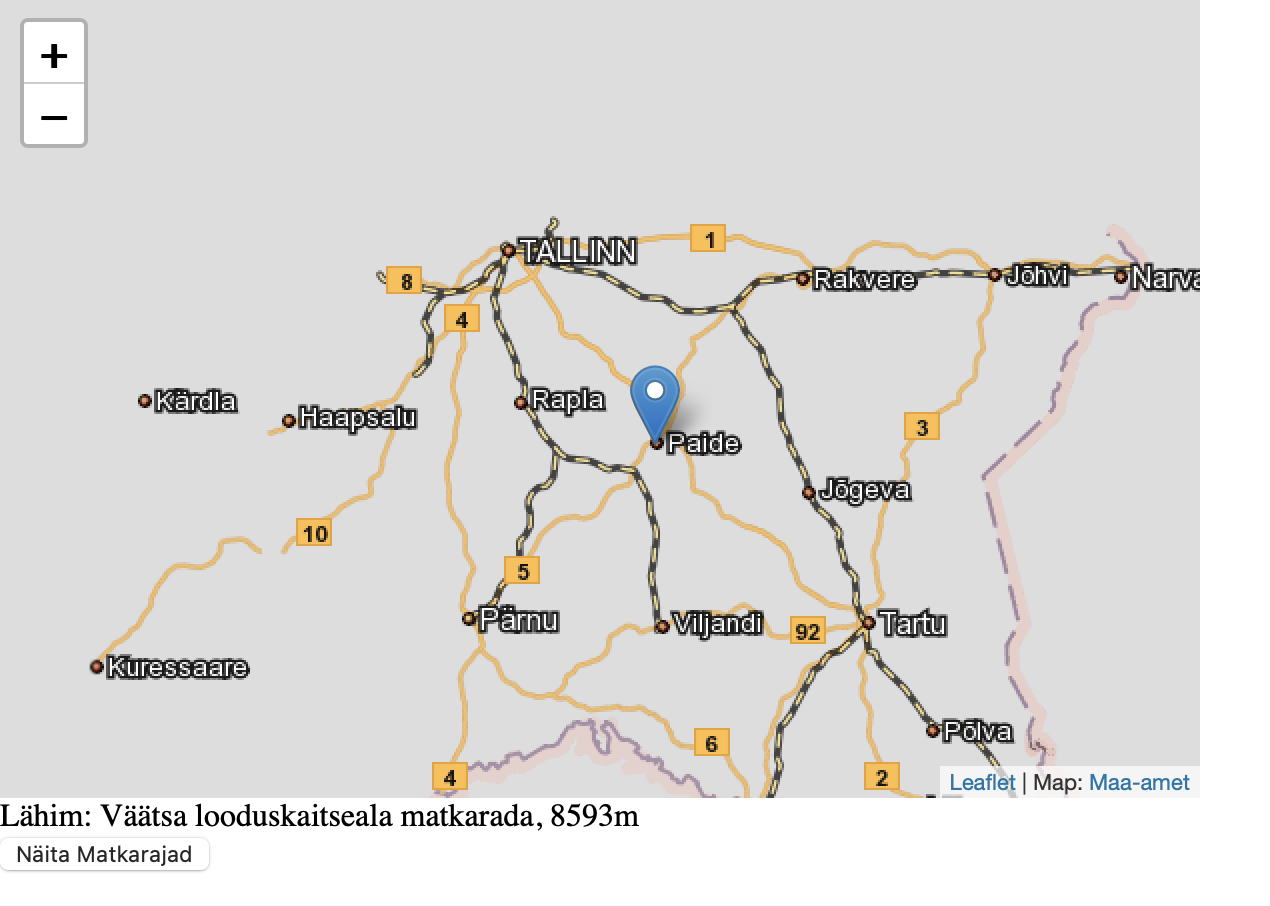 +
−
TALLINN
1
8
Rakvere
Jõhvi
Narva
4
Kärdla
Haapsalu
Rapla
3
Paide
Jõgeva
10
5
Pärnu
Viljandi
92
Tartu
Kuressaare
6
Põlva
4
2
Leaflet | Map: Maa-amet
Lähim: Väätsa looduskaitseala matkarada, 8593m
Näita Matkarajad